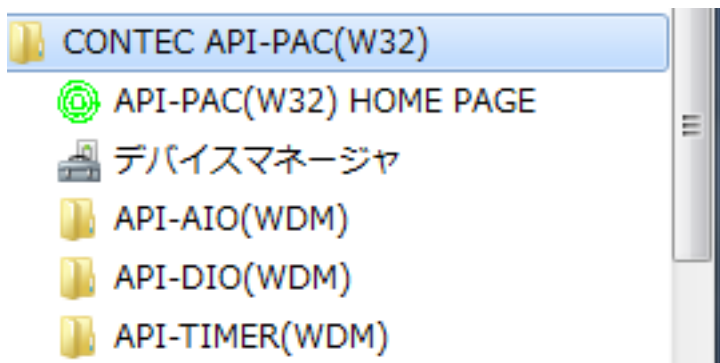 CONTEC API-PAC(W32)
API-PAC(W32) HOME PAGE
デバイスマネージャ
API-AIO(WDM)
API-DIO(WDM)
API-TIMER(WDM)